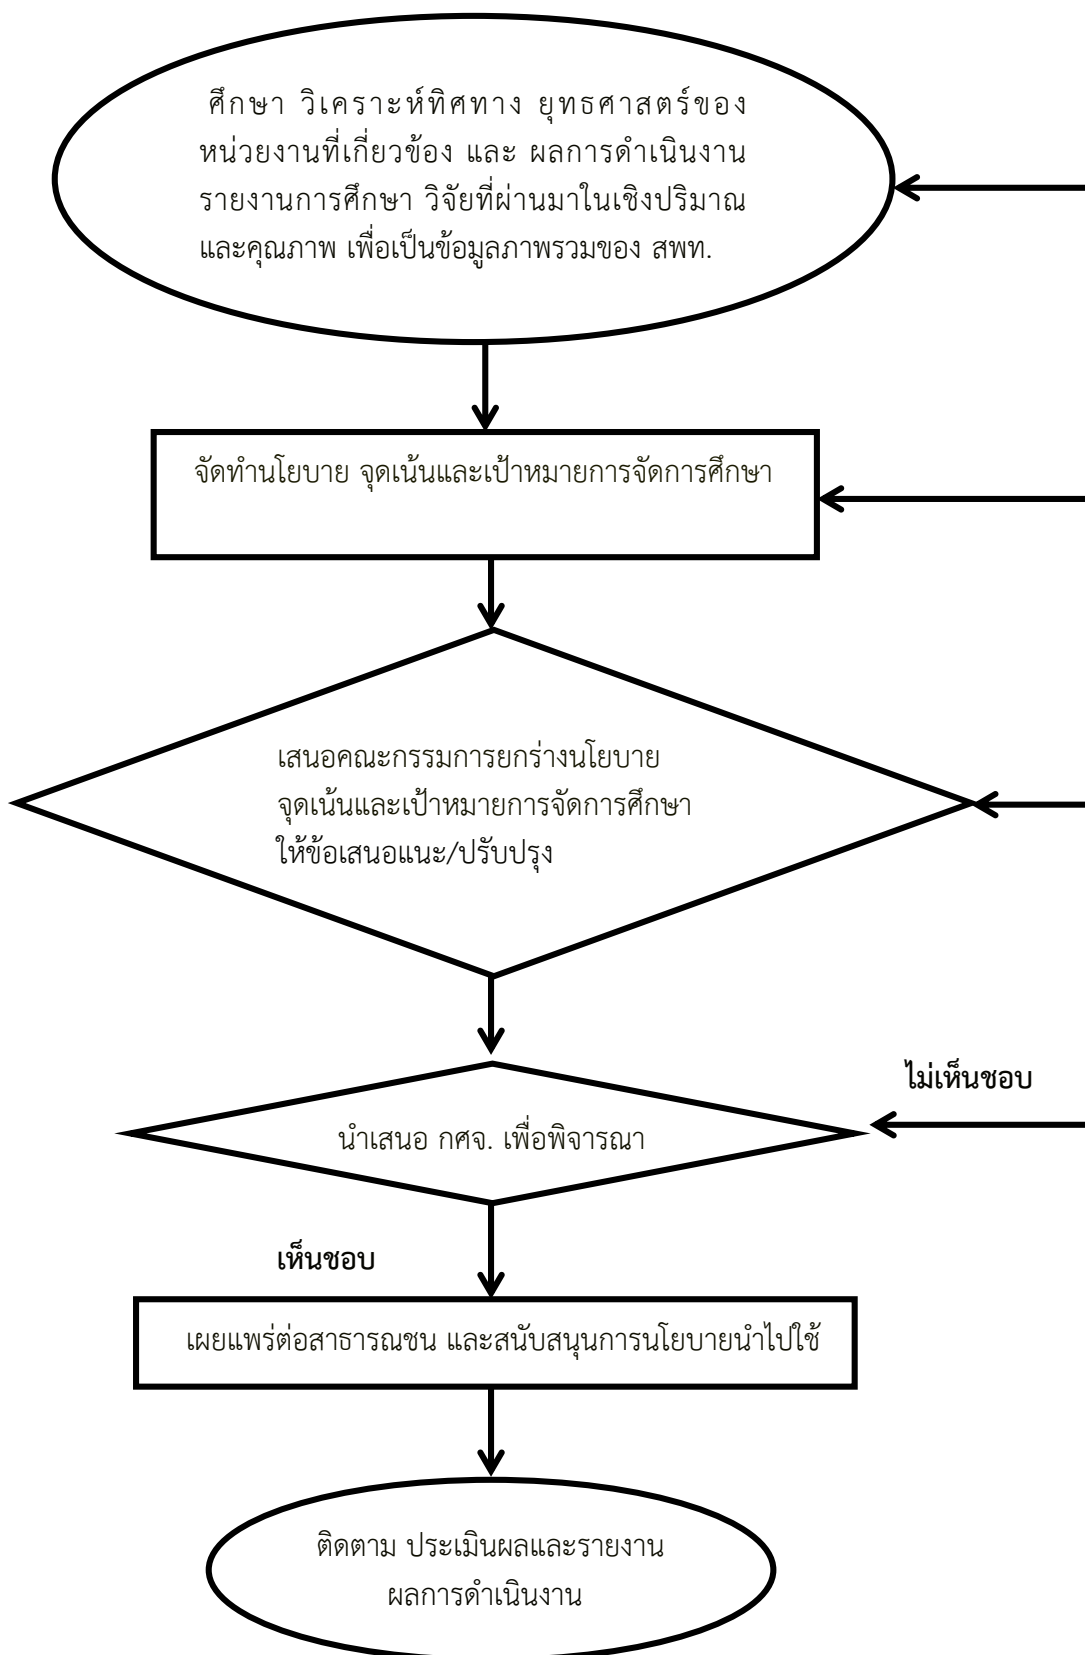 ศึกษา วิเคราะห์ทิศทาง ยุทธศาสตร์ของ
หน่วยงานที่เกี่ยวข้อง และ ผลการดำเนินงาน
รายงานการศึกษา วิจัยที่ผ่านมาในเชิงปริมาณ
และคุณภาพ เพื่อเป็นข้อมูลภาพรวมของ สพท.
จัดทำนโยบาย จุดเน้นและเป้าหมายการจัดการศึกษา
เสนอคณะกรรมการยกร่างนโยบาย
จุดเน้นและเป้าหมายการจัดการศึกษา
ให้ข้อเสนอแนะ/ปรับปรุง
ไม่เห็นชอบ
นำเสนอ กศจ. เพื่อพิจารณา
เห็นชอบ
เผยแพร่ต่อสาธารณชน และสนับสนุนการนโยบายนำไปใช้
ติดตาม ประเมินผลและรายงาน
ผลการดำเนินงาน